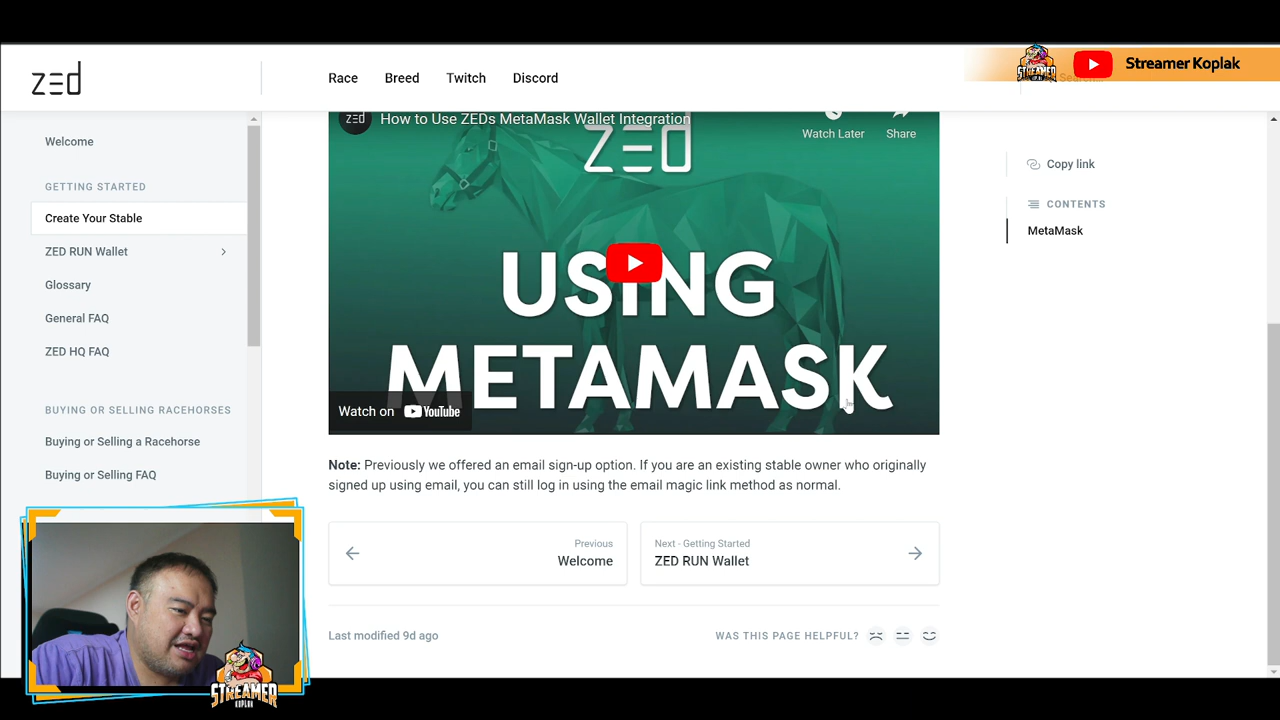 zed
Race
Breed
Twitch
Discord
Streamer Koplak
STREAMER
Welcome
GETTING STARTED
Create Your Stable
ZED RUN Wallet
Glossary
General FAQ
ZED HQ FAQ
BUYING OR SELLING RACEHORSES
Buying or Selling a Racehorse
Buying or Selling FAQ
zed
How to Use ZEDs MetaMask Wallet Integration
Watch Later
Share
zed
USING
METAMASK
Watch on YouTube
Note: Previously we offered an email sign-up option. If you are an existing stable owner who originally
signed up using email, you can still log in using the email magic link method as normal.
Previous
Welcome
Next - Getting Started
ZED RUN Wallet
Last modified 9d ago
WAS THIS PAGE HELPFUL?
Copy link
CONTENTS
MetaMask
STREAMER
KOPLAK